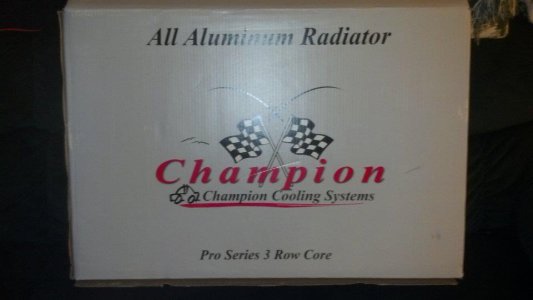 All Aluminum Radiator
Champion
Champion Cooling Systems
Pro Series 3 Row Core